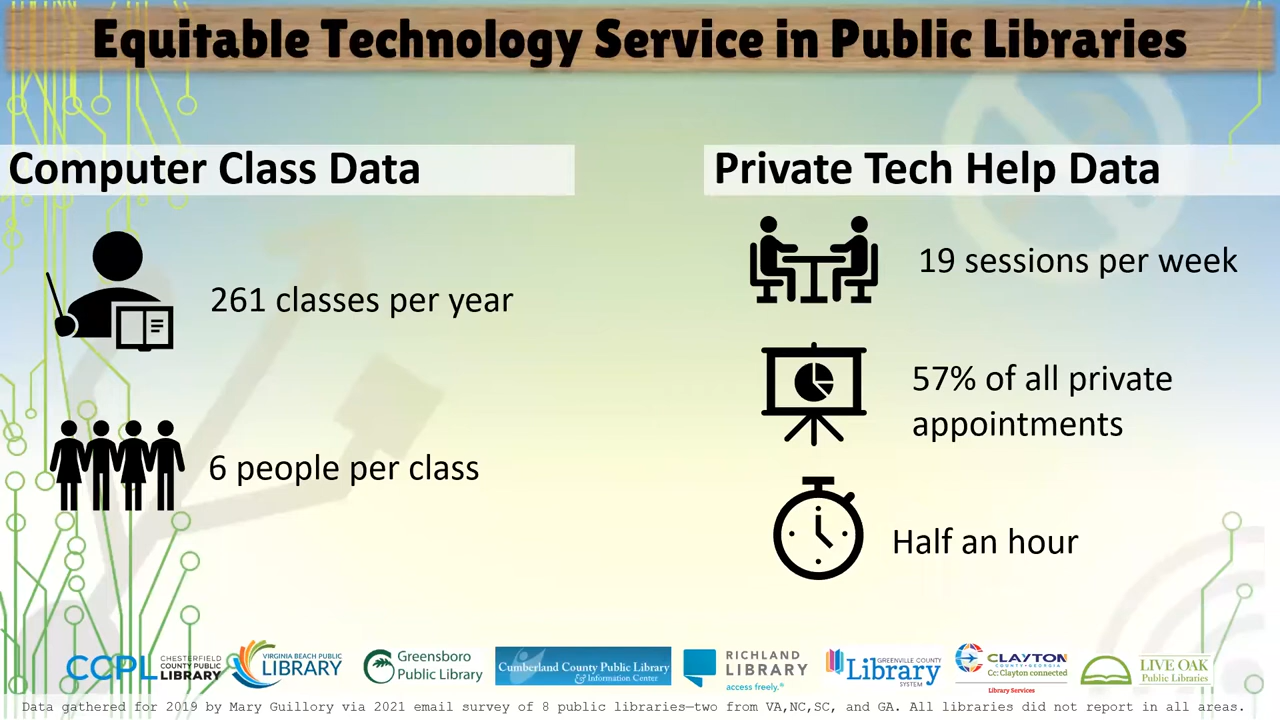 Equitable Technology Service in Public Libraries
Computer Class Data
261 classes per year
6 people per class
Private Tech Help Data
19 sessions per week
57% of all private
appointments
Half an hour
CCPL CHESTERFIELD
COUNTY PUBLIC
LIBRARY
VIRGINIA BEACH PUBLIC
LIBRARY
Greensboro
Public Library
Cumberland County Public Library
& Information Center
RICHLAND
LIBRARY
access freely.®
GREENVILLE COUNTY
Library
SYSTEM
CLAYTON
COUNTY•GEORGIA
Cc: Clayton connected
Library Services
LIVE OAK
Public Libraries
Data gathered for 2019 by Mary Guillory via 2021 email survey of 8 public libraries—two from VA,NC,SC, and GA. All libraries did not report in all areas.